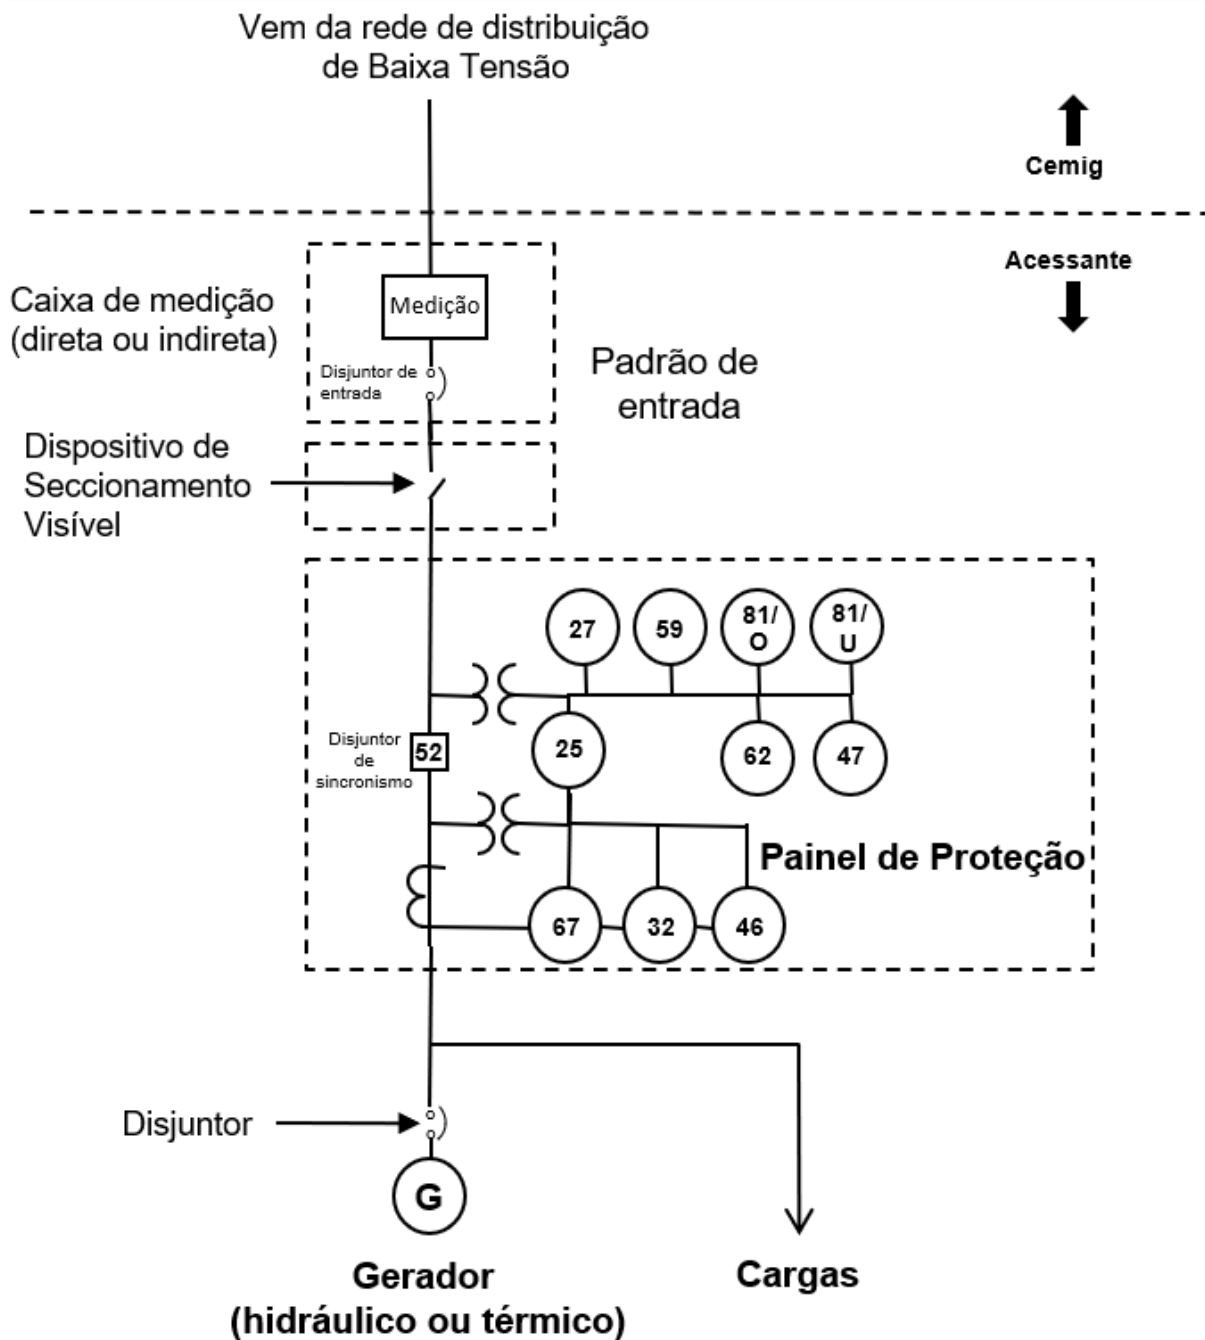 Vem da rede de distribuição
de Baixa Tensão
Cemig
Acessante
Caixa de medição
(direta ou indireta)
Medição
Disjuntor de
entrada
Padrão de
entrada
Dispositivo de
Seccionamento
Visível
27
59
81/
O
81/
U
Disjuntor
de
sincronismo
52
25
62
47
Painel de Proteção
67
32
46
Disjuntor
G
Gerador
(hidráulico ou térmico)
Cargas